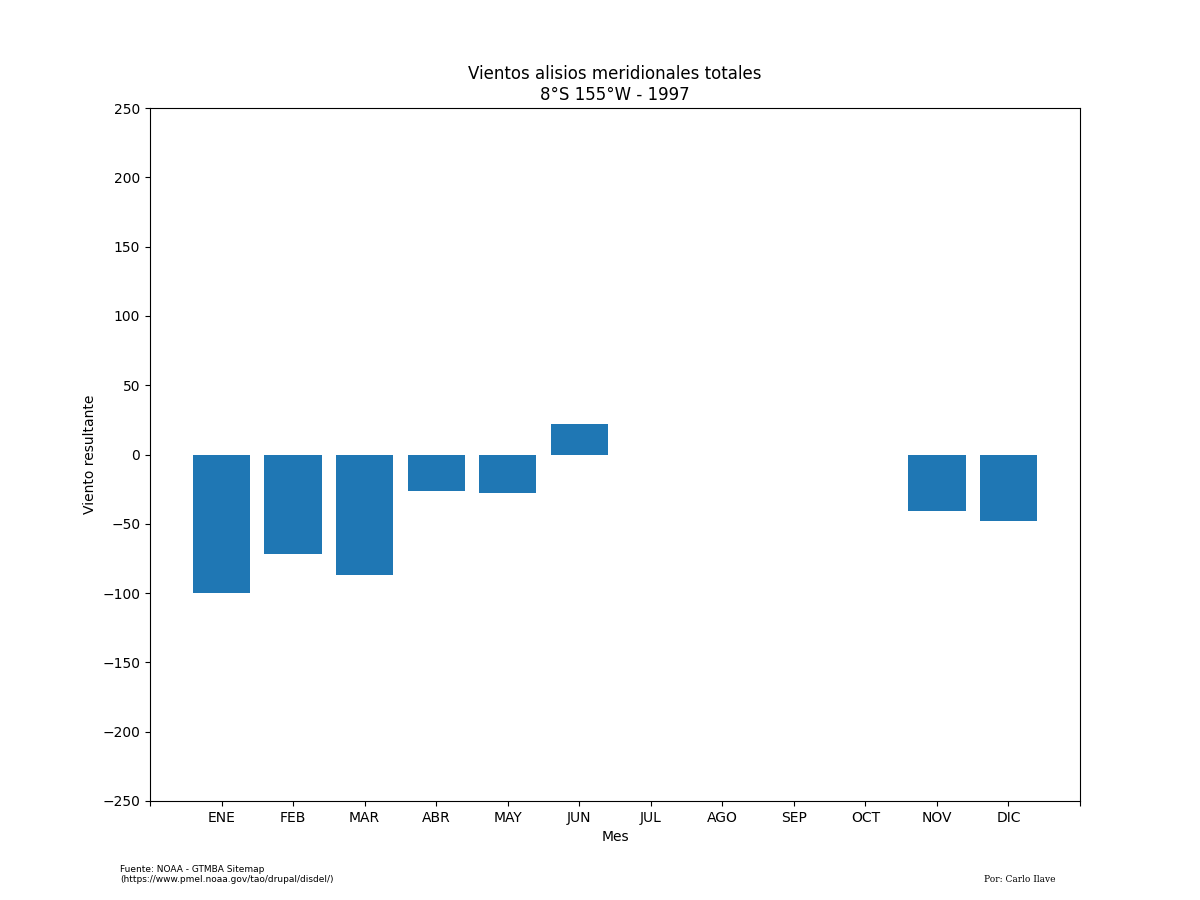 Vientos alisios meridionales totales
8°S 155°W - 1997
250
200
150
100
50
0
−50
−100
−150
−200
−250
Viento resultante
ENE FEB MAR ABR MAY JUN JUL AGO SEP OCT NOV DIC
Mes
Fuente: NOAA - GTMBA Sitemap
(https://www.pmel.noaa.gov/tao/drupal/disdel/)
Por: Carlo Ilave